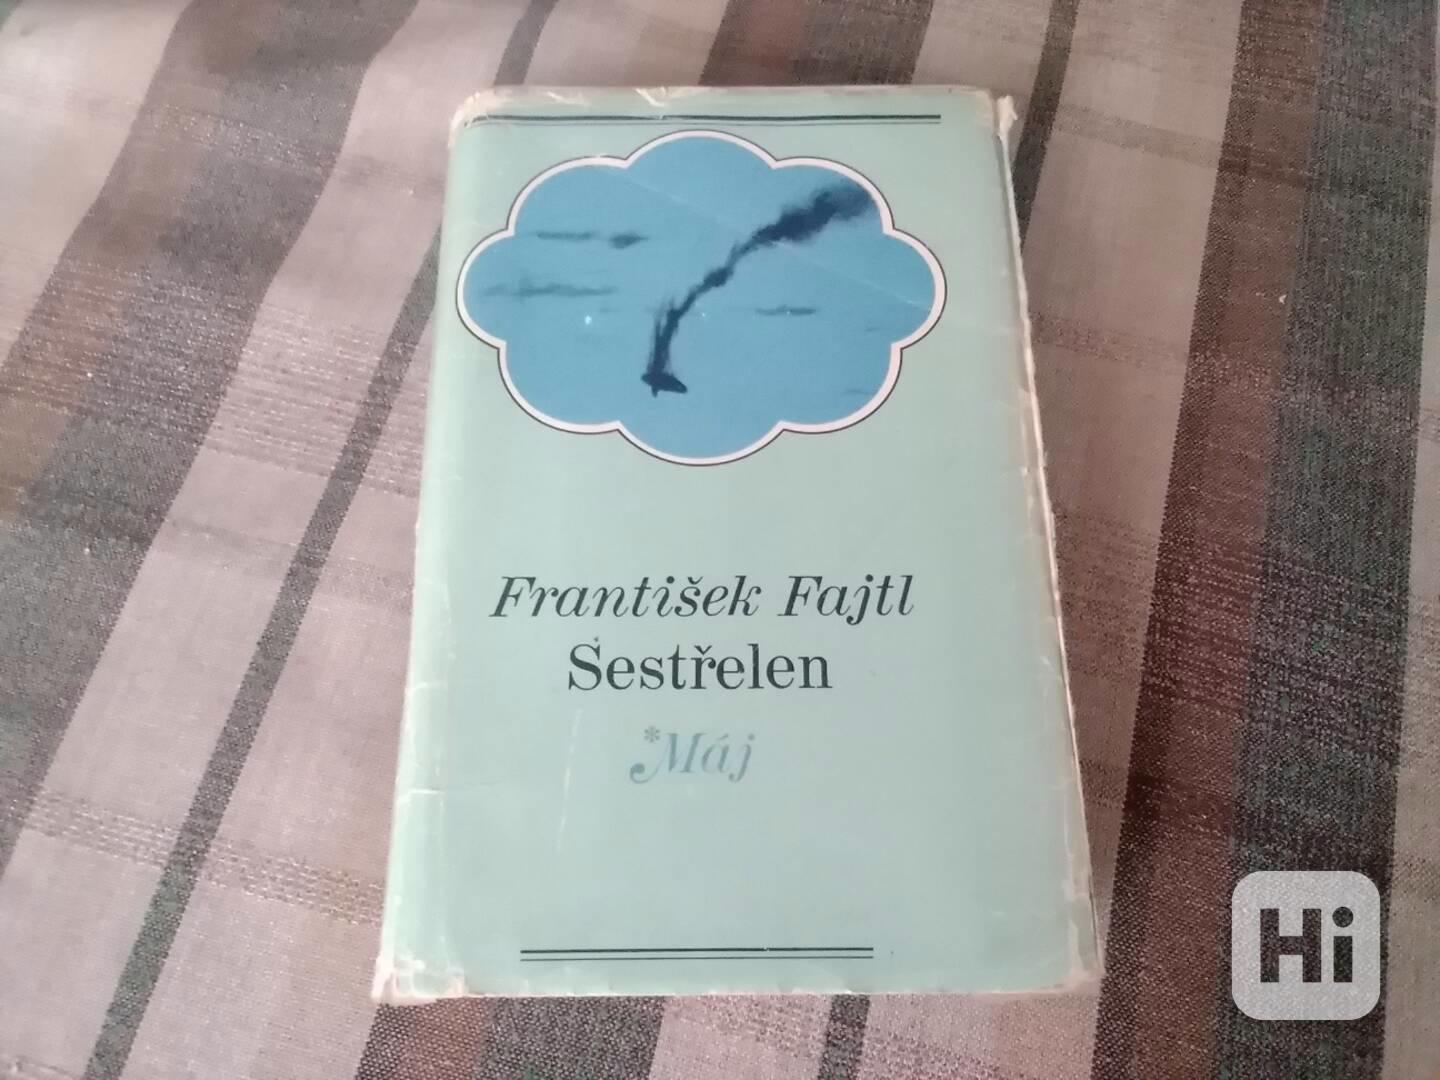 František Fajtl
Sestřelen
*Máj
Hi